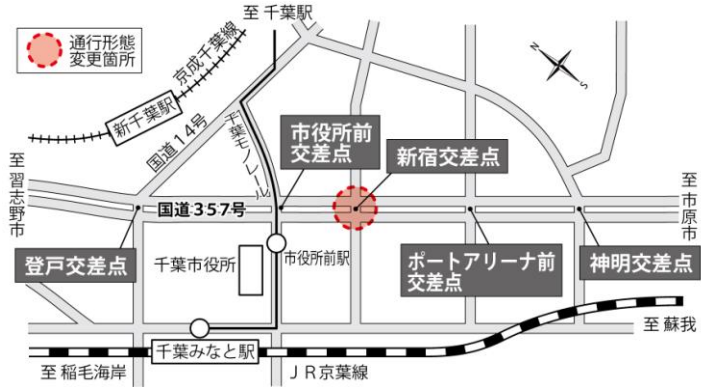 至 千葉駅
通行形態
変更箇所
京成千葉線
新千葉駅
国道14号
千葉モノレール
N
S
市役所前
交差点
新宿交差点
至 習志野市
国道357号
至 市原市
登戸交差点
千葉市役所
市役所前駅
ポートアリーナ前
交差点
神明交差点
至 蘇我
千葉みなと駅
至 稲毛海岸
JR京葉線